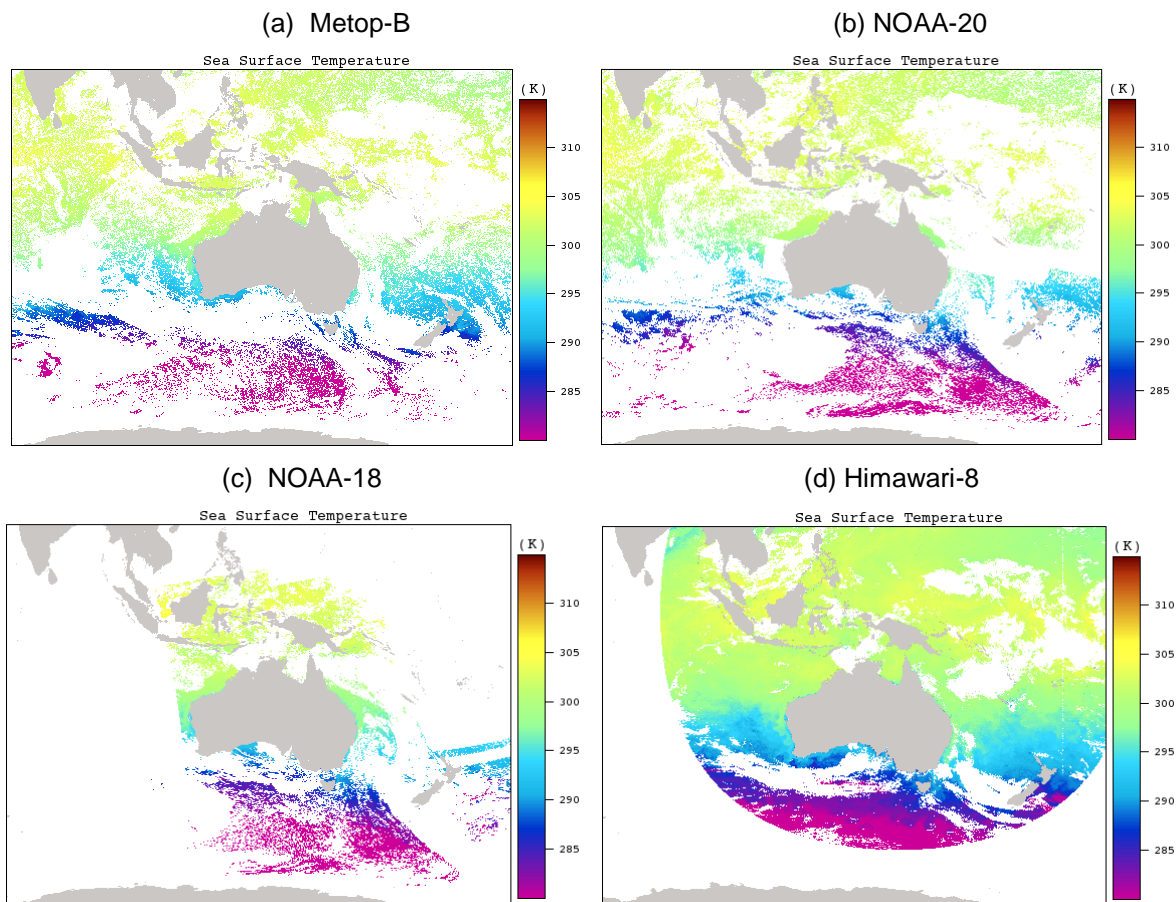 (a) Metop-B
Sea Surface Temperature
(K)
310
305
300
295
290
285
(b) NOAA-20
Sea Surface Temperature
(K)
310
305
300
295
290
285
(c) NOAA-18
Sea Surface Temperature
(K)
310
305
300
295
290
285
(d) Himawari-8
Sea Surface Temperature
(K)
310
305
300
295
290
285